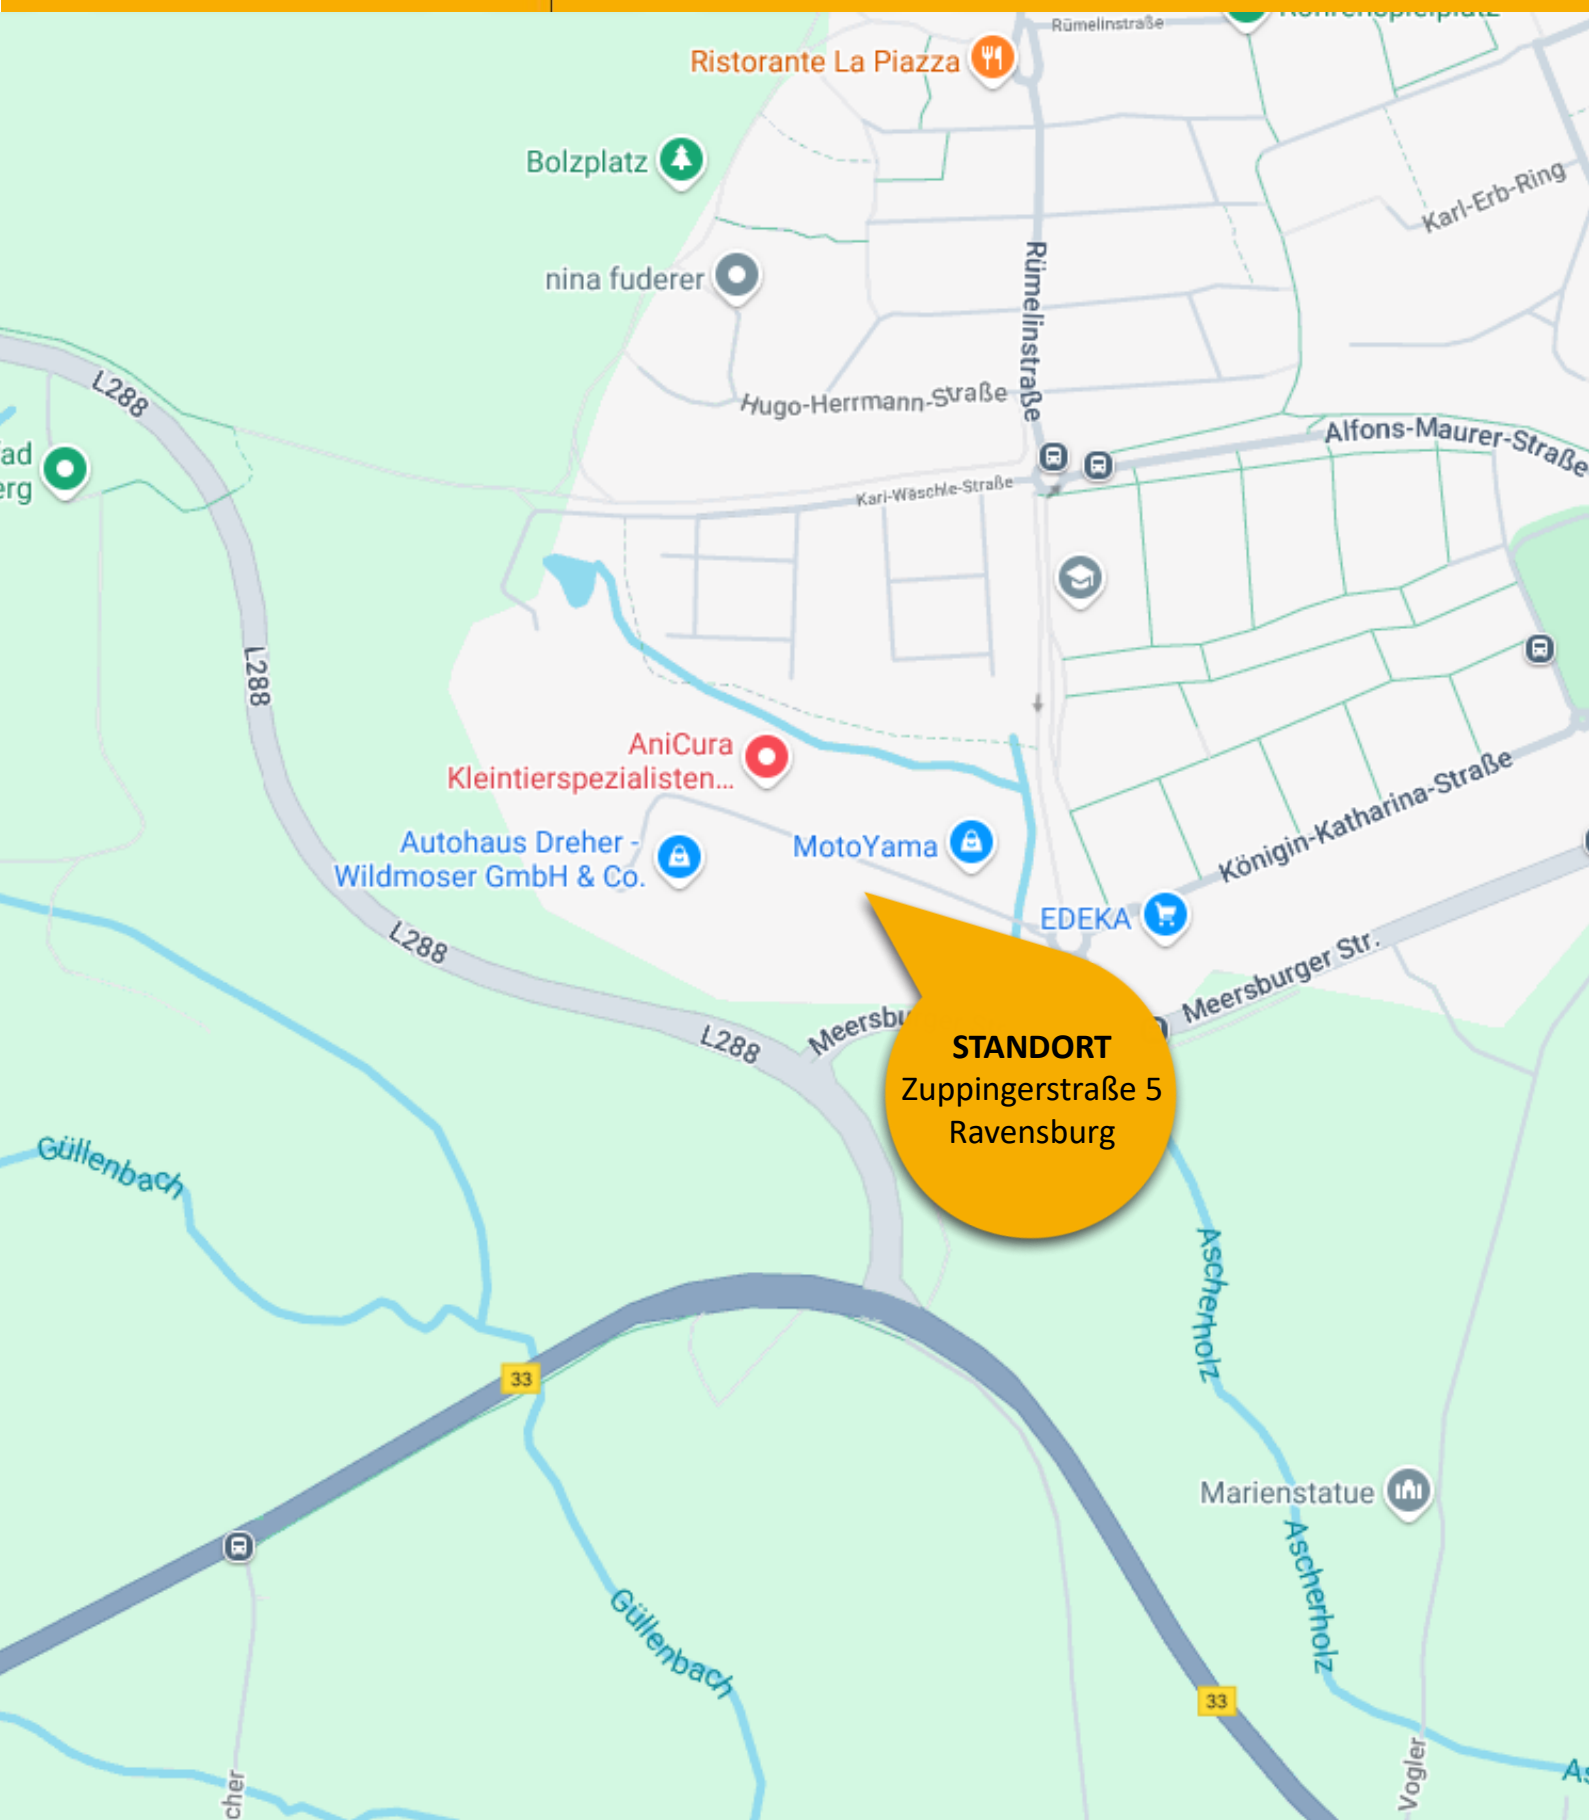 Rümelinstraße
Ristorante La Piazza
Bolzplatz
Karl-Erb-Ring
nina fuderer
Rümelinstraße
L288
Hugo-Herrmann-Straße
Alfons-Maurer-Straße
Karl-Wäschle-Straße
L288
AniCura
Kleintierspezialisten...
Königin-Katharina-Straße
Autohaus Dreher -
Wildmoser GmbH & Co.
MotoYama
EDEKA
L288
Meersburger Str.
L288
STANDORT
Zuppingerstraße 5
Ravensburg
Güllenbach
Ascherholz
33
Marienstatue
Ascherholz
Güllenbach
33
Vogler